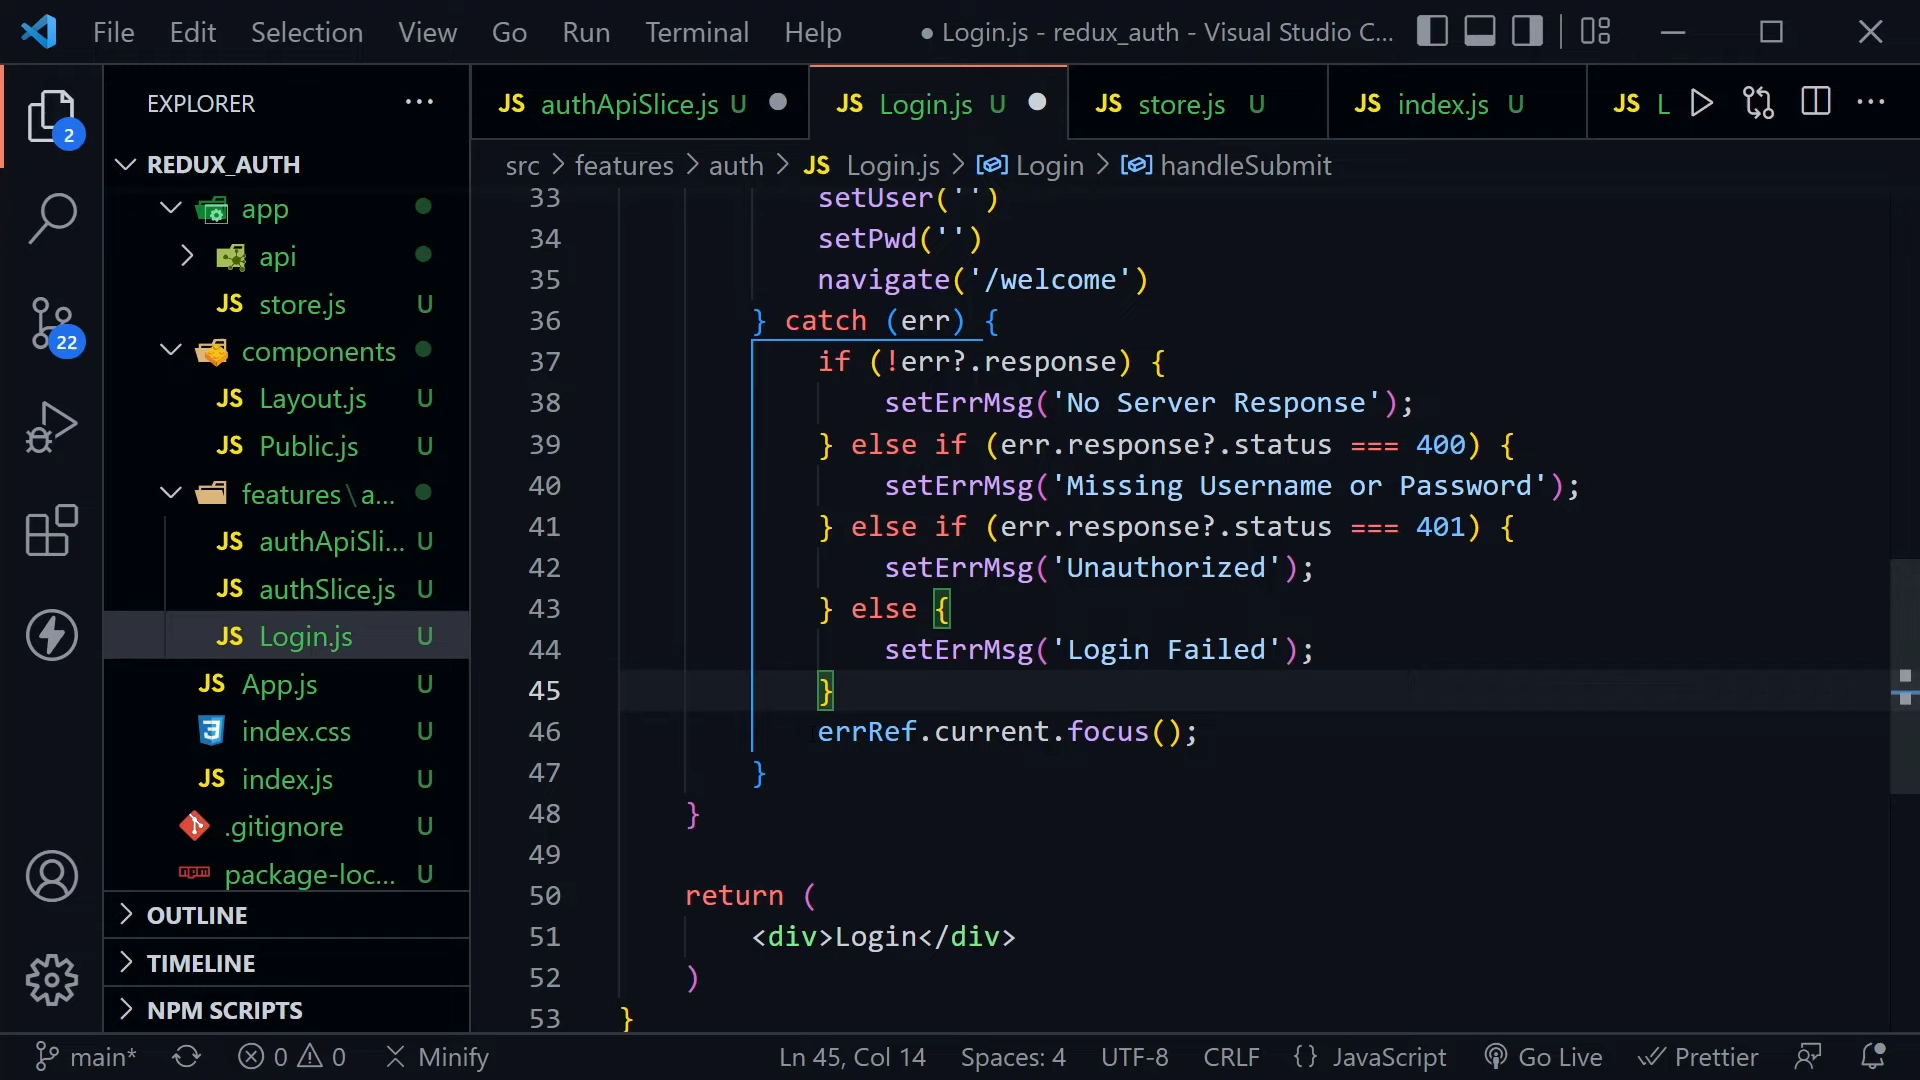 File Edit Selection View Go Run Terminal Help ● Login.js - redux_auth - Visual Studio C...
EXPLORER ...
JS authApiSlice.js U
JS Login.js U
JS store.js U
JS index.js U
JS L
src > features > auth > JS Login.js > Login > handleSubmit
2
22
REDUX_AUTH
app
api
JS store.js U
components
JS Layout.js U
JS Public.js U
features\a...
JS authApiSli... U
JS authSlice.js U
JS Login.js U
JS App.js U
3 index.css U
JS index.js U
.gitignore U
npm package-loc... U
OUTLINE
TIMELINE
NPM SCRIPTS
33 setUser('')
34 setPwd('')
35 navigate('/welcome')
36 } catch (err) {
37 if (!err?.response) {
38 setErrMsg('No Server Response');
39 } else if (err.response?.status === 400) {
40 setErrMsg('Missing Username or Password');
41 } else if (err.response?.status === 401) {
42 setErrMsg('Unauthorized');
43 } else {
44 setErrMsg('Login Failed');
45 }
46 errRef.current.focus();
47 }
48 }
49
50 return (
51 <div>Login</div>
52 )
53 }
main* 0 0 Minify Ln 45, Col 14 Spaces: 4 UTF-8 CRLF {} JavaScript Go Live Prettier